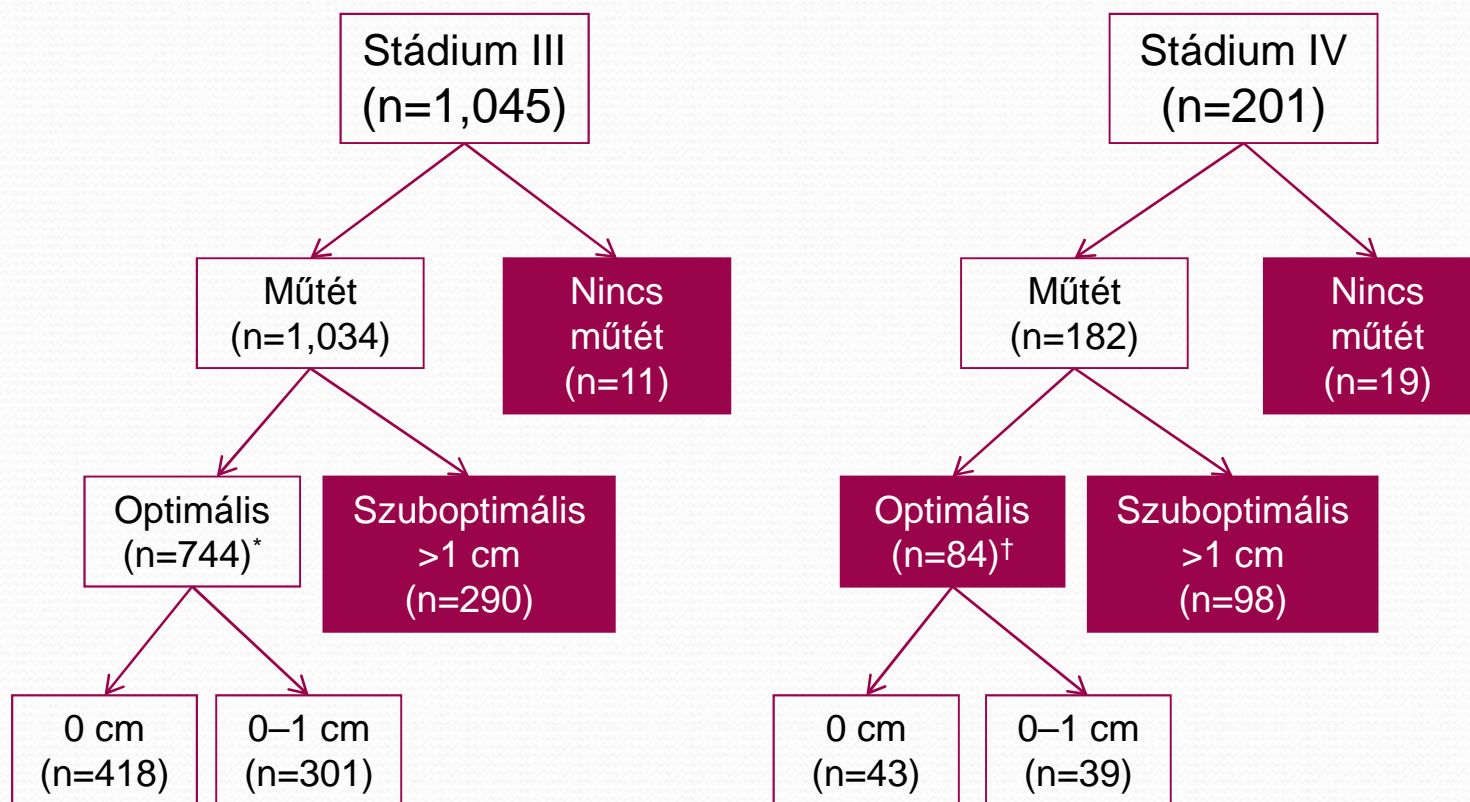 Stádium III
(n=1,045)
Stádium IV
(n=201)
Műtét
(n=1,034)
Nincs
műtét
(n=11)
Műtét
(n=182)
Nincs
műtét
(n=19)
Optimális
(n=744)*
Szuboptimális
>1 cm
(n=290)
Optimális
(n=84)†
Szuboptimális
>1 cm
(n=98)
0 cm
(n=418)
0–1 cm
(n=301)
0 cm
(n=43)
0–1 cm
(n=39)